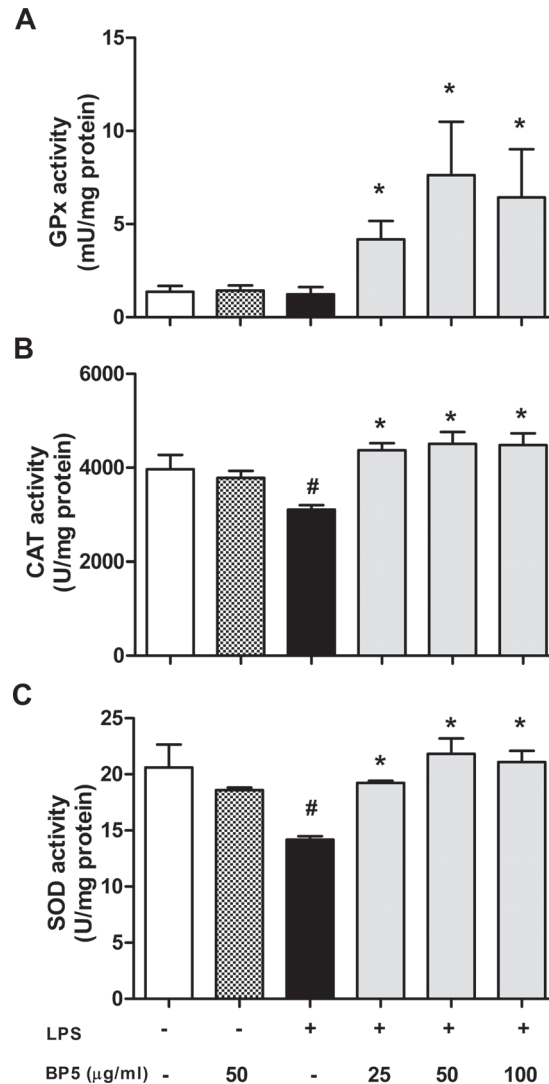 A
GPx activity
(mU/mg protein)
15
10
5
0
*
*
*
B
CAT activity
(U/mg protein)
6000
4000
2000
0
#
*
*
*
C
SOD activity
(U/mg protein)
25
20
15
10
5
0
#
*
*
*
LPS - - + + + +
BP5 (μg/ml) - 50 - 25 50 100